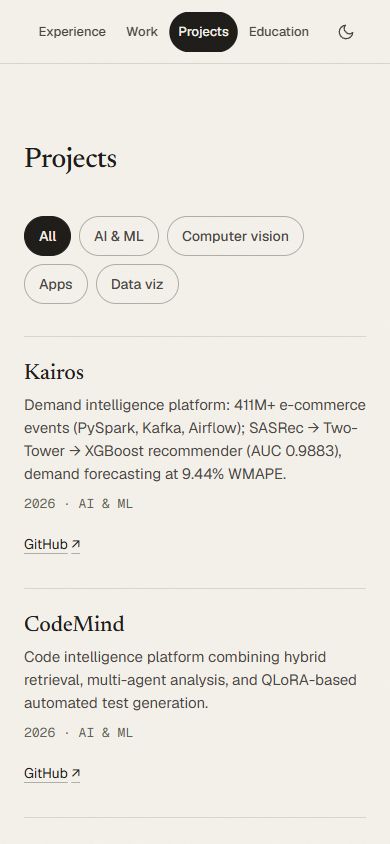 Experience Work Projects Education
Projects
All AI & ML Computer vision
Apps Data viz
Kairos
Demand intelligence platform: 411M+ e-commerce
events (PySpark, Kafka, Airflow); SASRec → Two-
Tower → XGBoost recommender (AUC 0.9883),
demand forecasting at 9.44% WMAPE.
2026 · AI & ML
GitHub ↗
CodeMind
Code intelligence platform combining hybrid
retrieval, multi-agent analysis, and QLoRA-based
automated test generation.
2026 · AI & ML
GitHub ↗